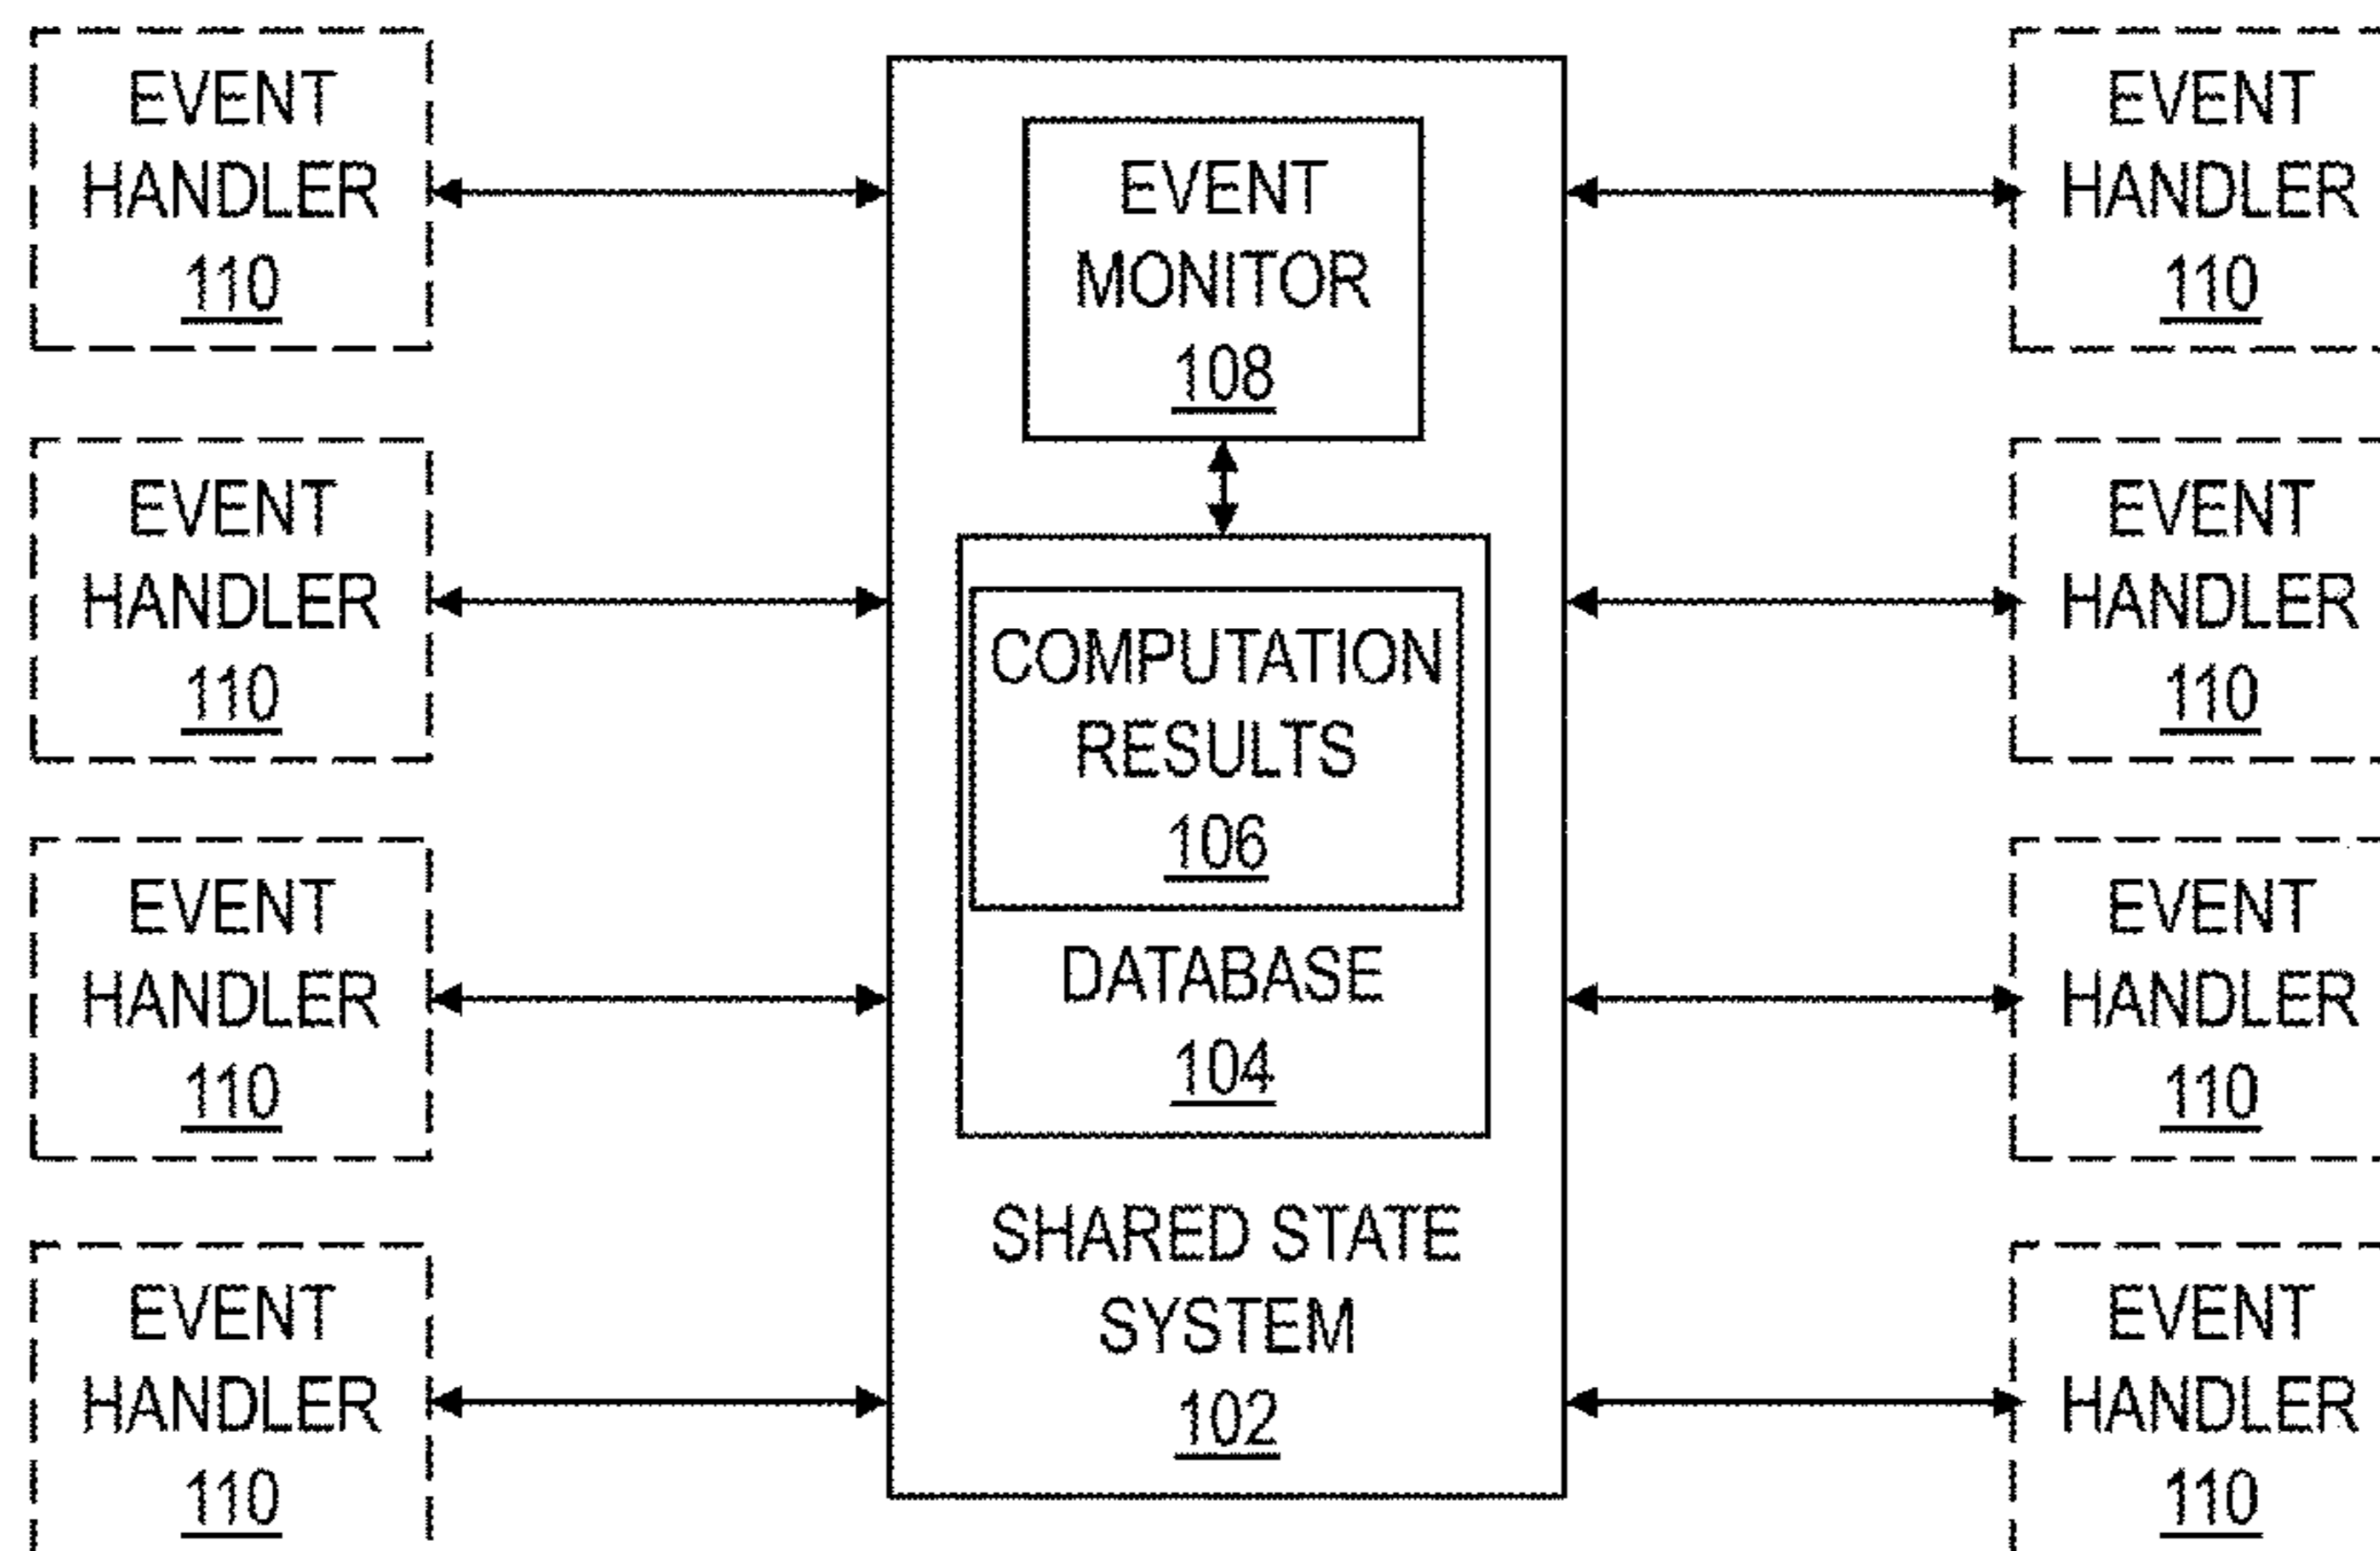 EVENT
HANDLER
110
EVENT
HANDLER
110
EVENT
HANDLER
110
EVENT
HANDLER
110
EVENT
MONITOR
108
COMPUTATION
RESULTS
106
DATABASE
104
SHARED STATE
SYSTEM
102
EVENT
HANDLER
110
EVENT
HANDLER
110
EVENT
HANDLER
110
EVENT
HANDLER
110